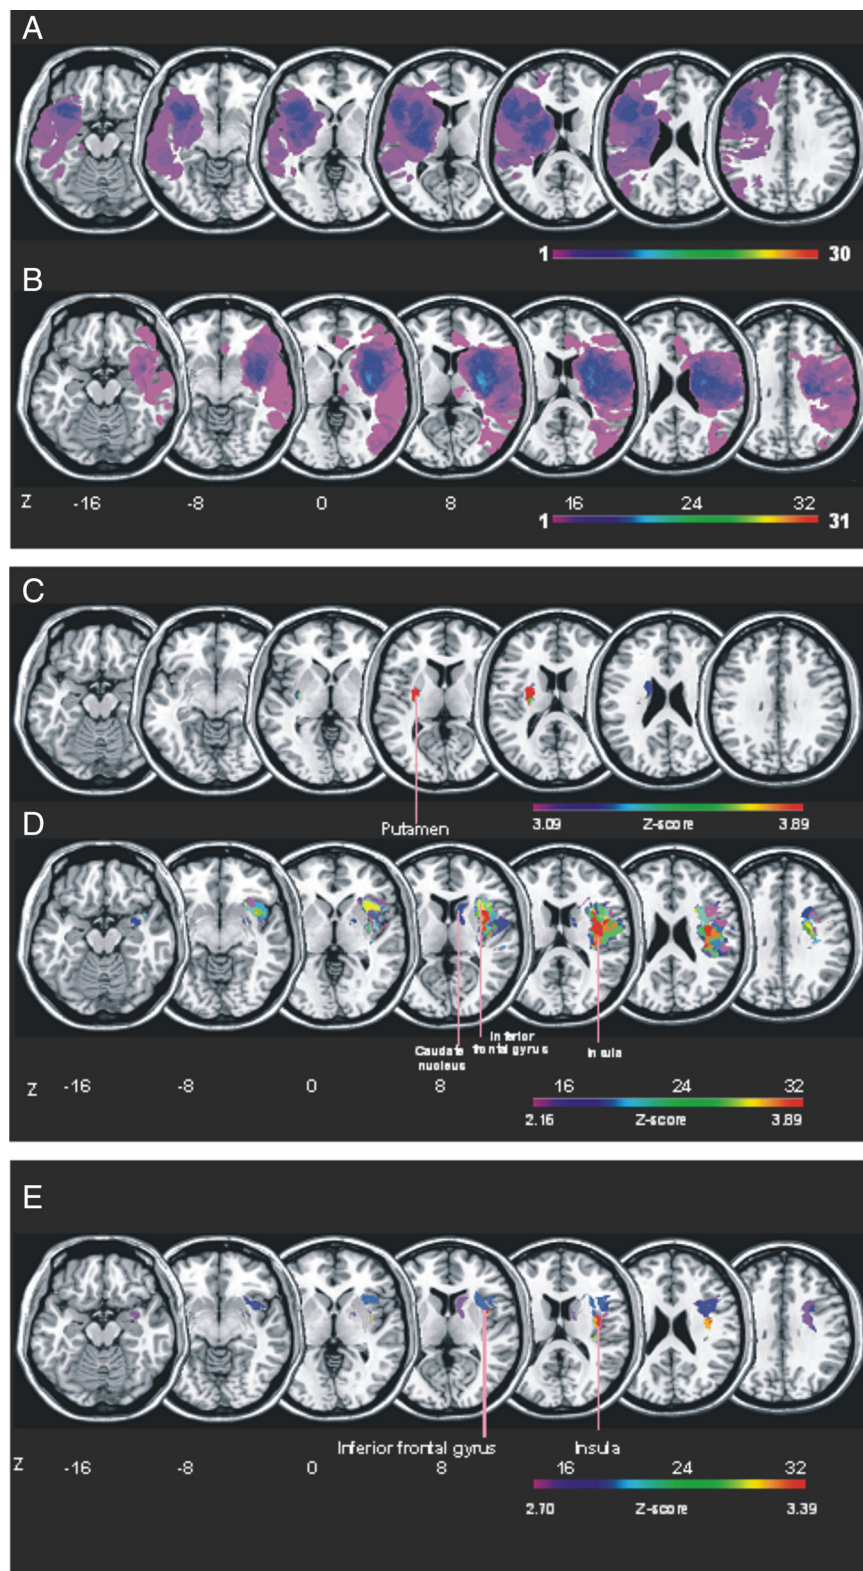 A
1 30
B
Z -16 -8 0 8 16 24 32
1 31
C
Putamen
3.09 Z-score 3.89
D
Inferior
frontal gyrus
Caudate
nucleus
Insula
Z -16 -8 0 8 16 24 32
2.16 Z-score 3.89
E
Inferior frontal gyrus Insula
Z -16 -8 0 8 16 24 32
2.70 Z-score 3.39